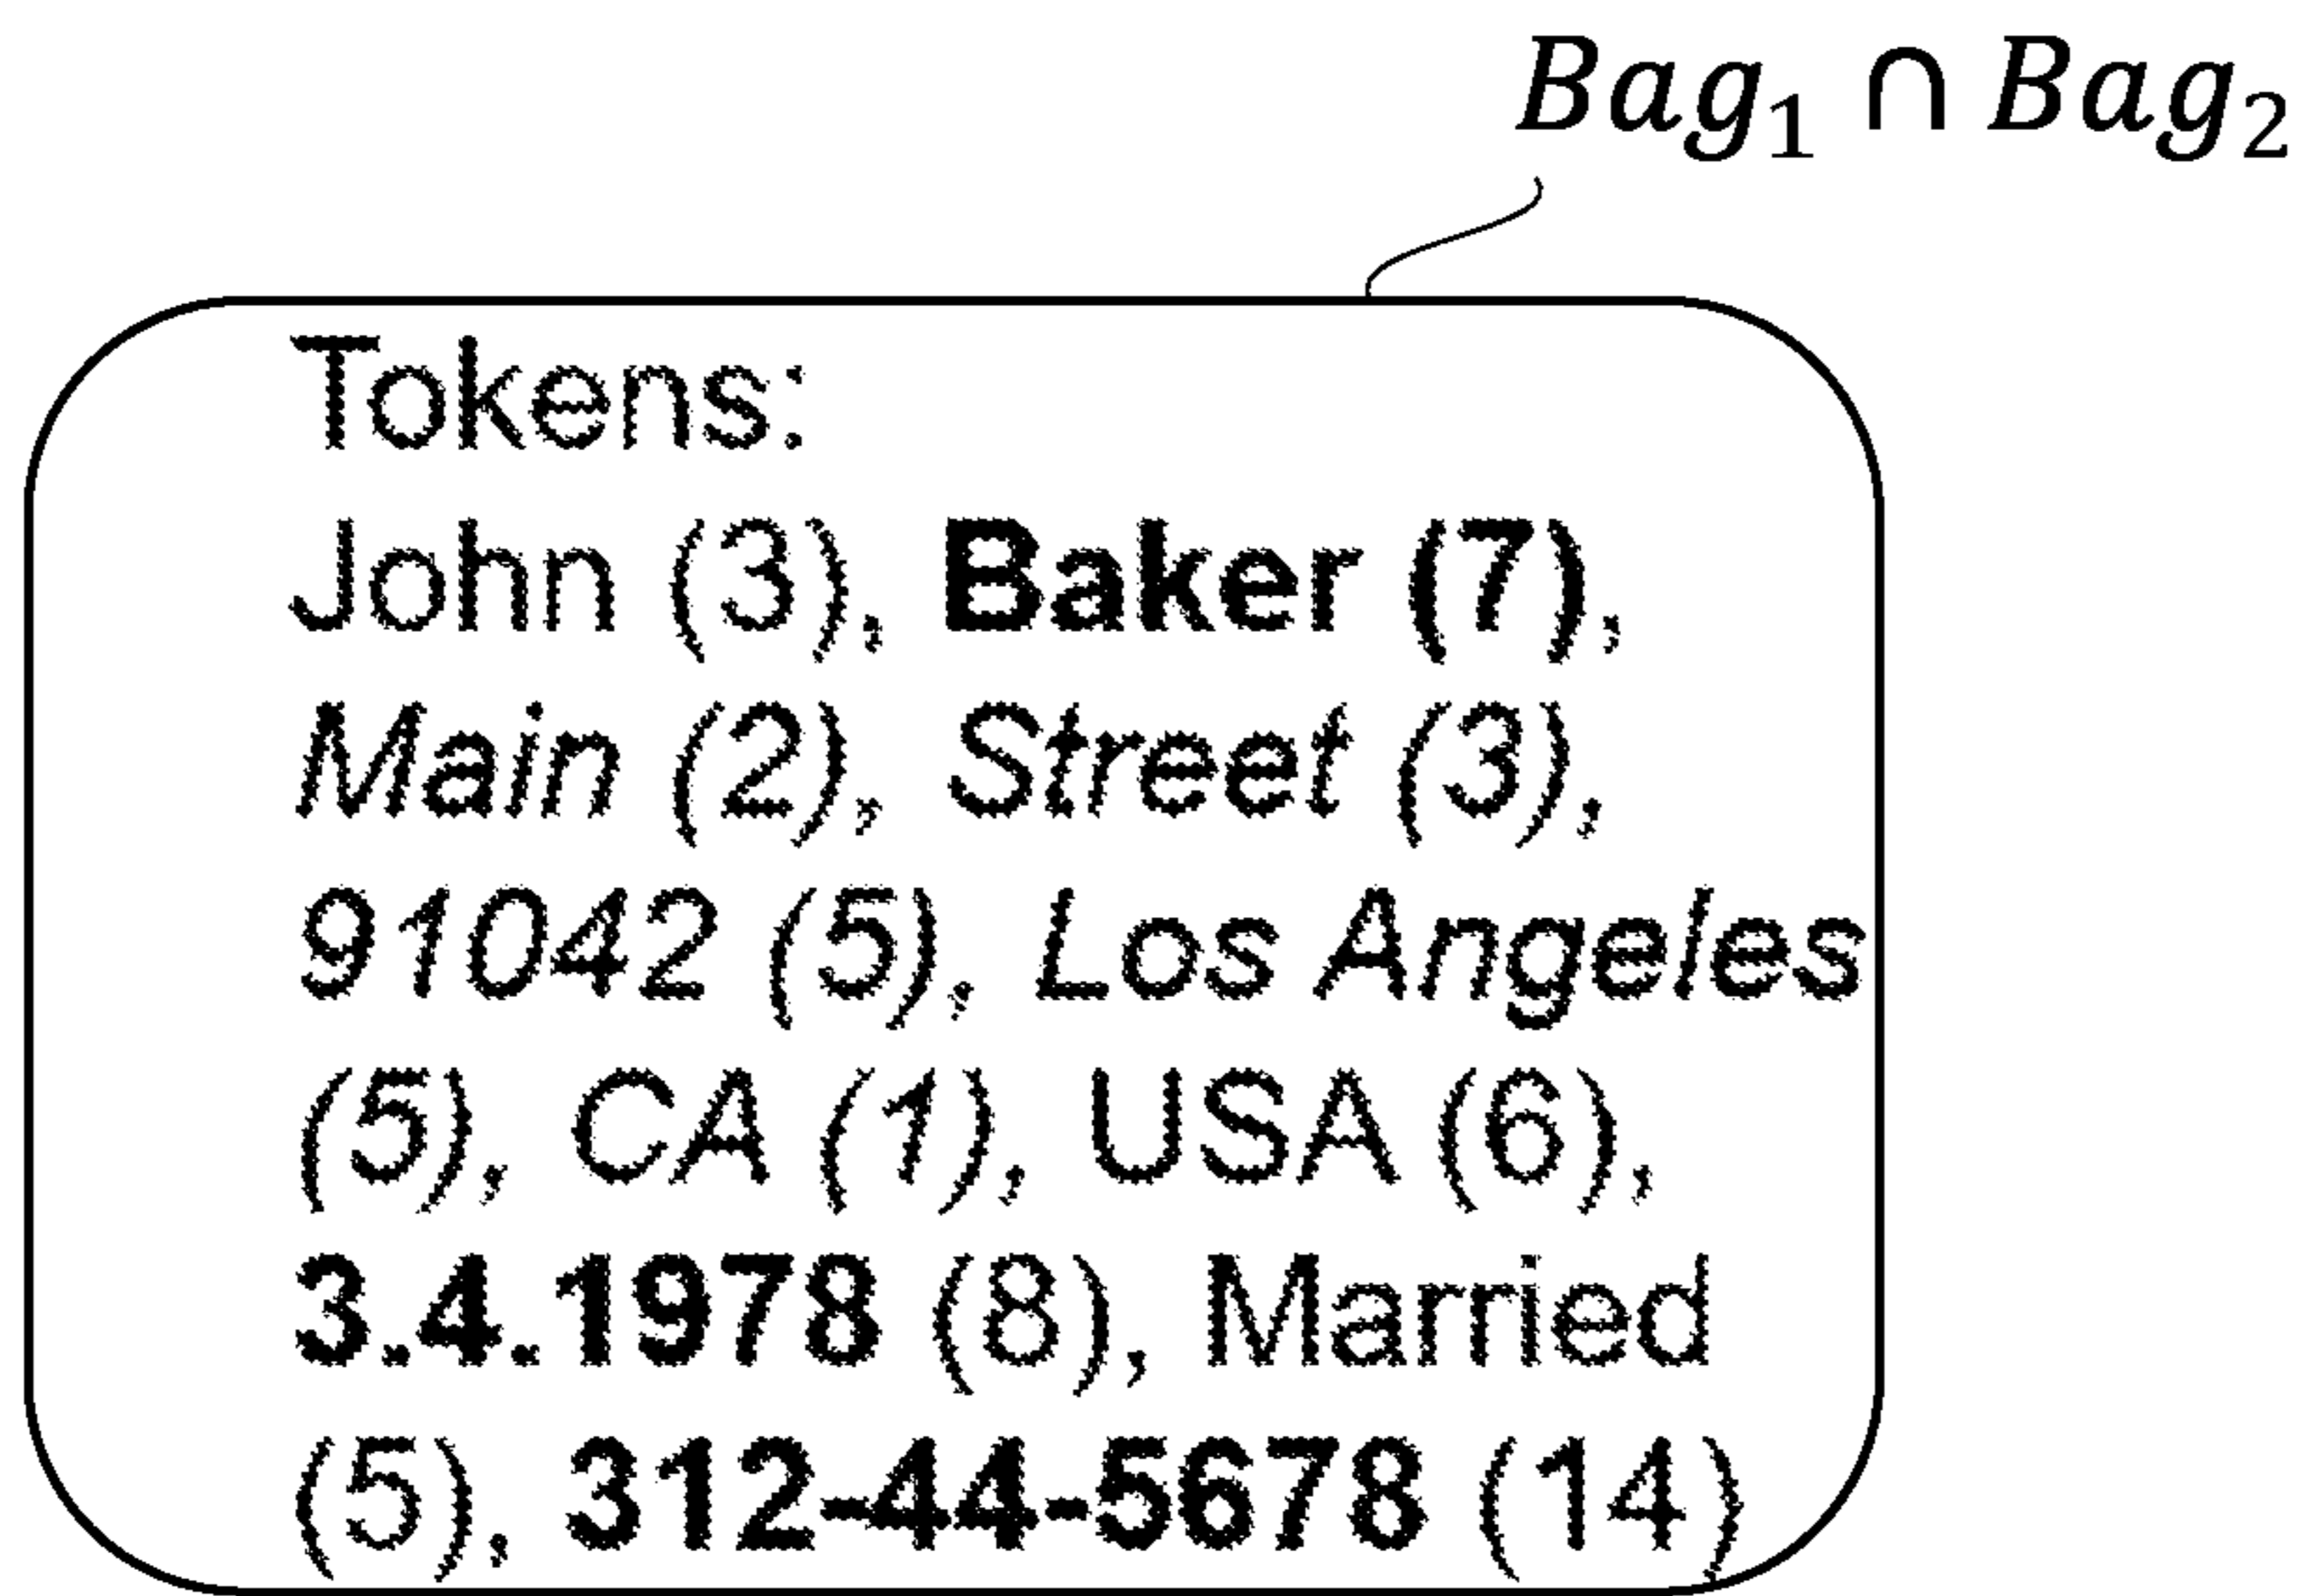 Bag₁ ∩ Bag₂
Tokens:
John (3), Baker (7),
Main (2), Street (3),
91042 (5), Los Angeles
(5), CA (1), USA (6),
3.4.1978 (8), Married
(5), 312-44-5678 (14)